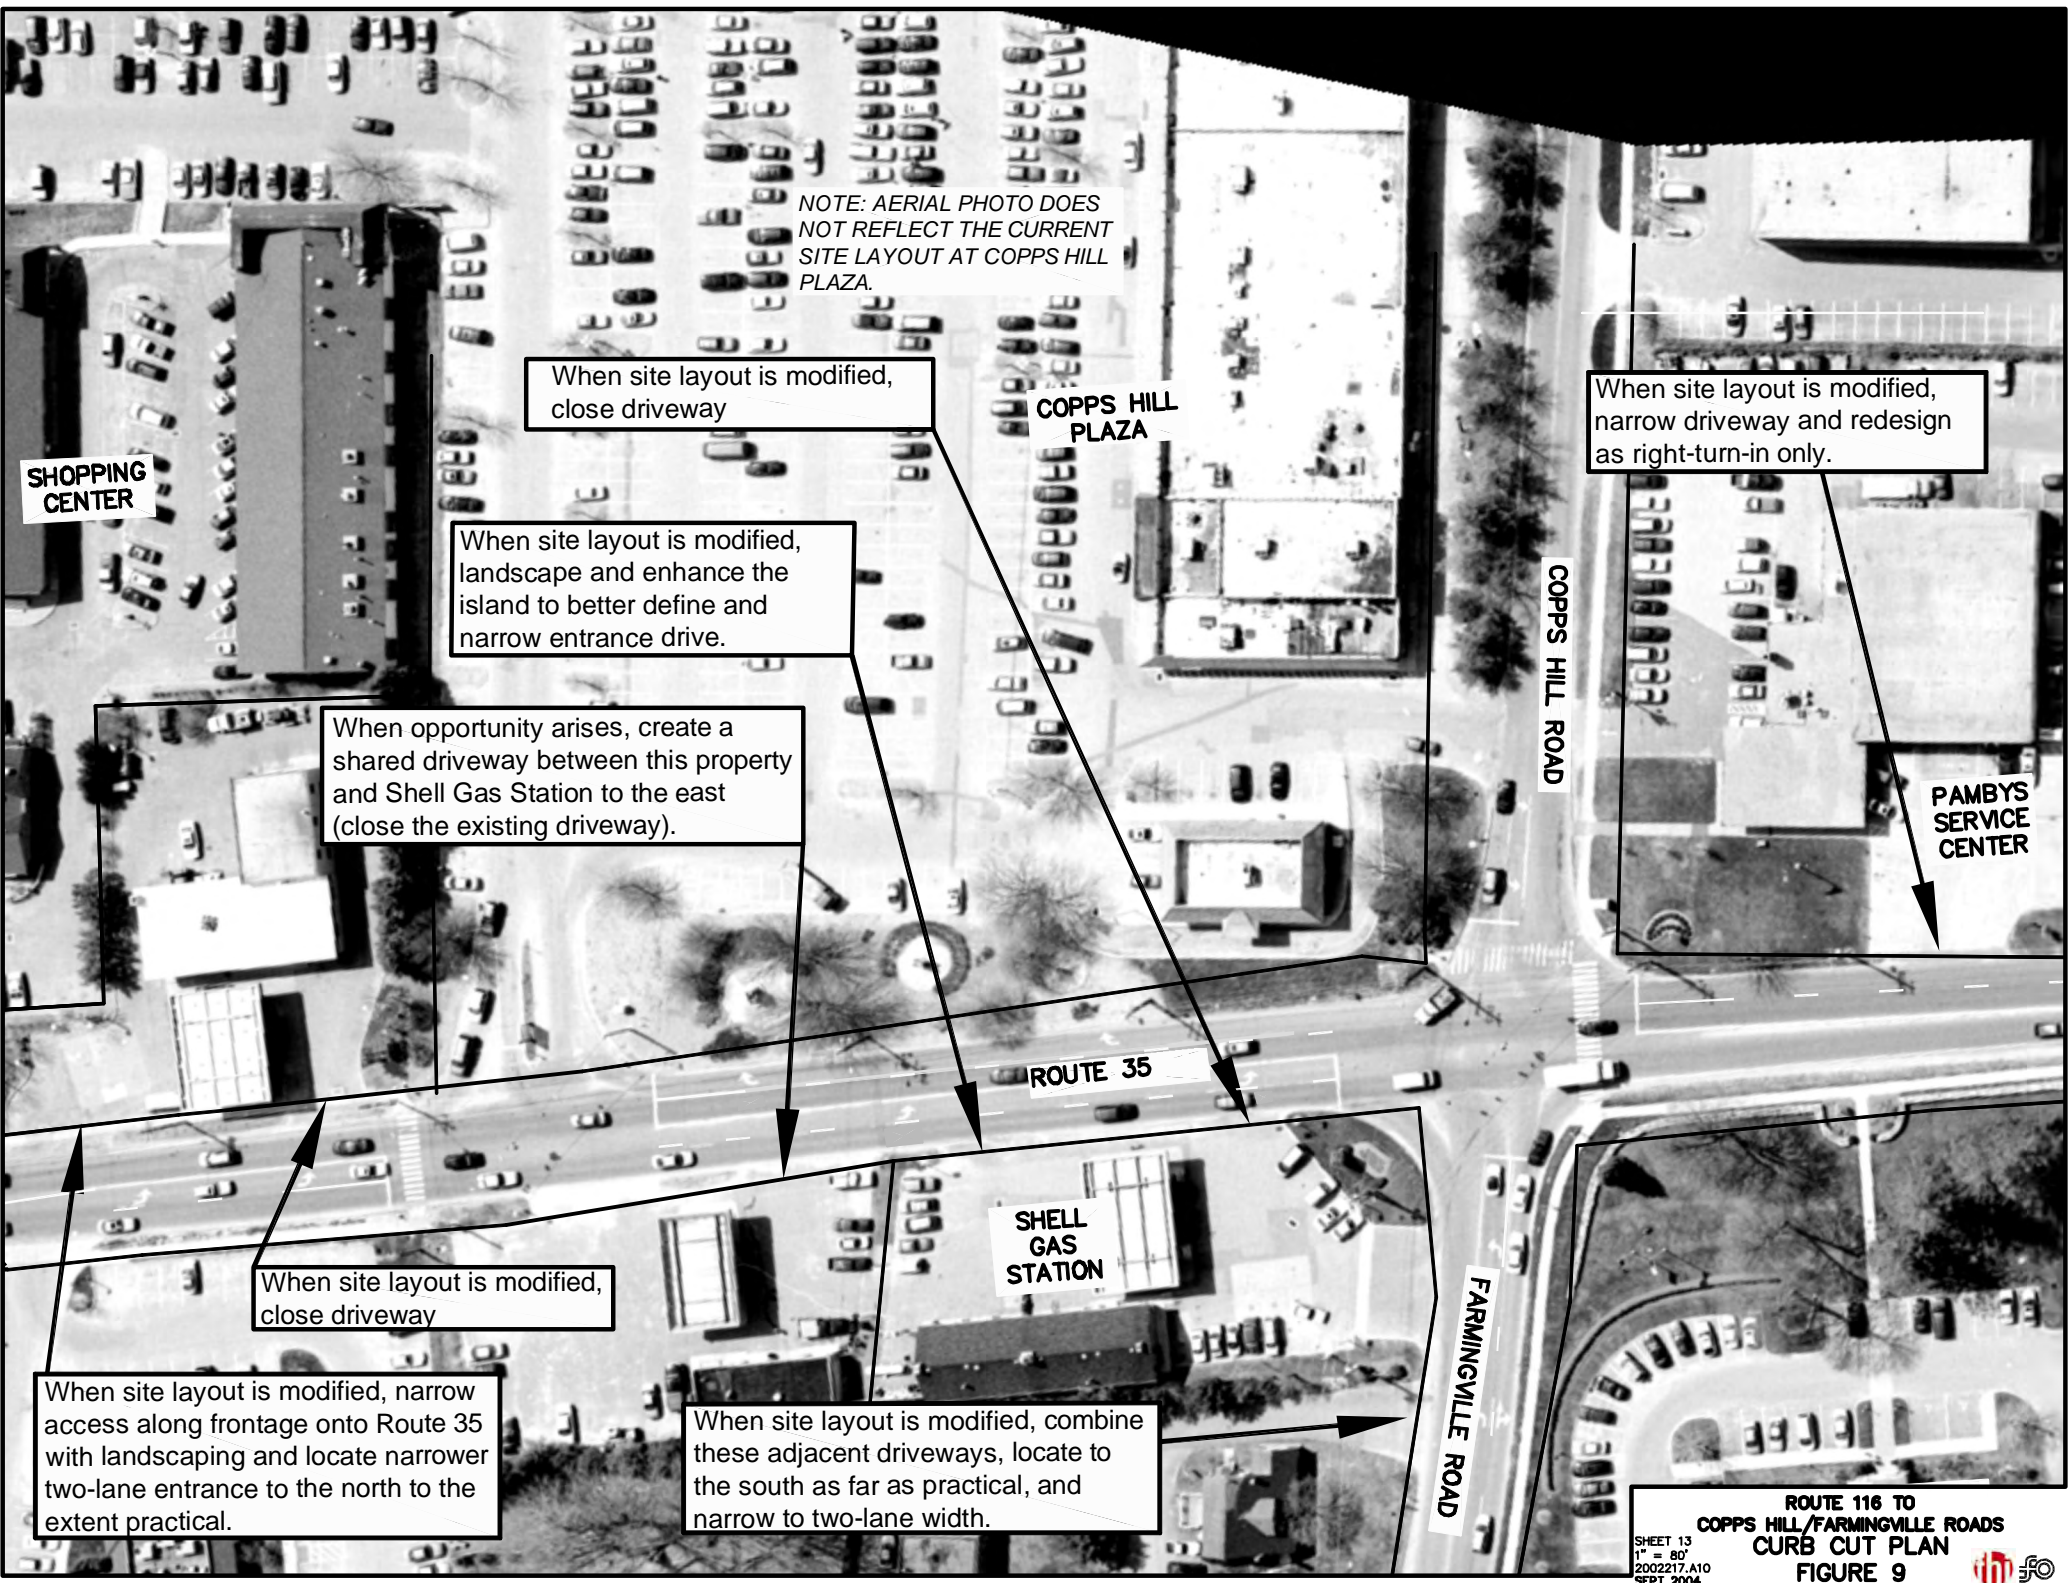 NOTE: AERIAL PHOTO DOES
NOT REFLECT THE CURRENT
SITE LAYOUT AT COPPS HILL
PLAZA.
When site layout is modified,
close driveway
COPPS HILL
PLAZA
When site layout is modified,
narrow driveway and redesign
as right-turn-in only.
SHOPPING
CENTER
When site layout is modified,
landscape and enhance the
island to better define and
narrow entrance drive.
COPPS HILL ROAD
When opportunity arises, create a
shared driveway between this property
and Shell Gas Station to the east
(close the existing driveway).
PAMBYS
SERVICE
CENTER
ROUTE 35
SHELL
GAS
STATION
When site layout is modified,
close driveway
FARMINGVILLE ROAD
When site layout is modified, narrow
access along frontage onto Route 35
with landscaping and locate narrower
two-lane entrance to the north to the
extent practical.
When site layout is modified, combine
these adjacent driveways, locate to
the south as far as practical, and
narrow to two-lane width.
ROUTE 116 TO
COPPS HILL/FARMINGVILLE ROADS
CURB CUT PLAN
FIGURE 9
SHEET 13
1" = 80'
2002217.A10
SEPT 2004